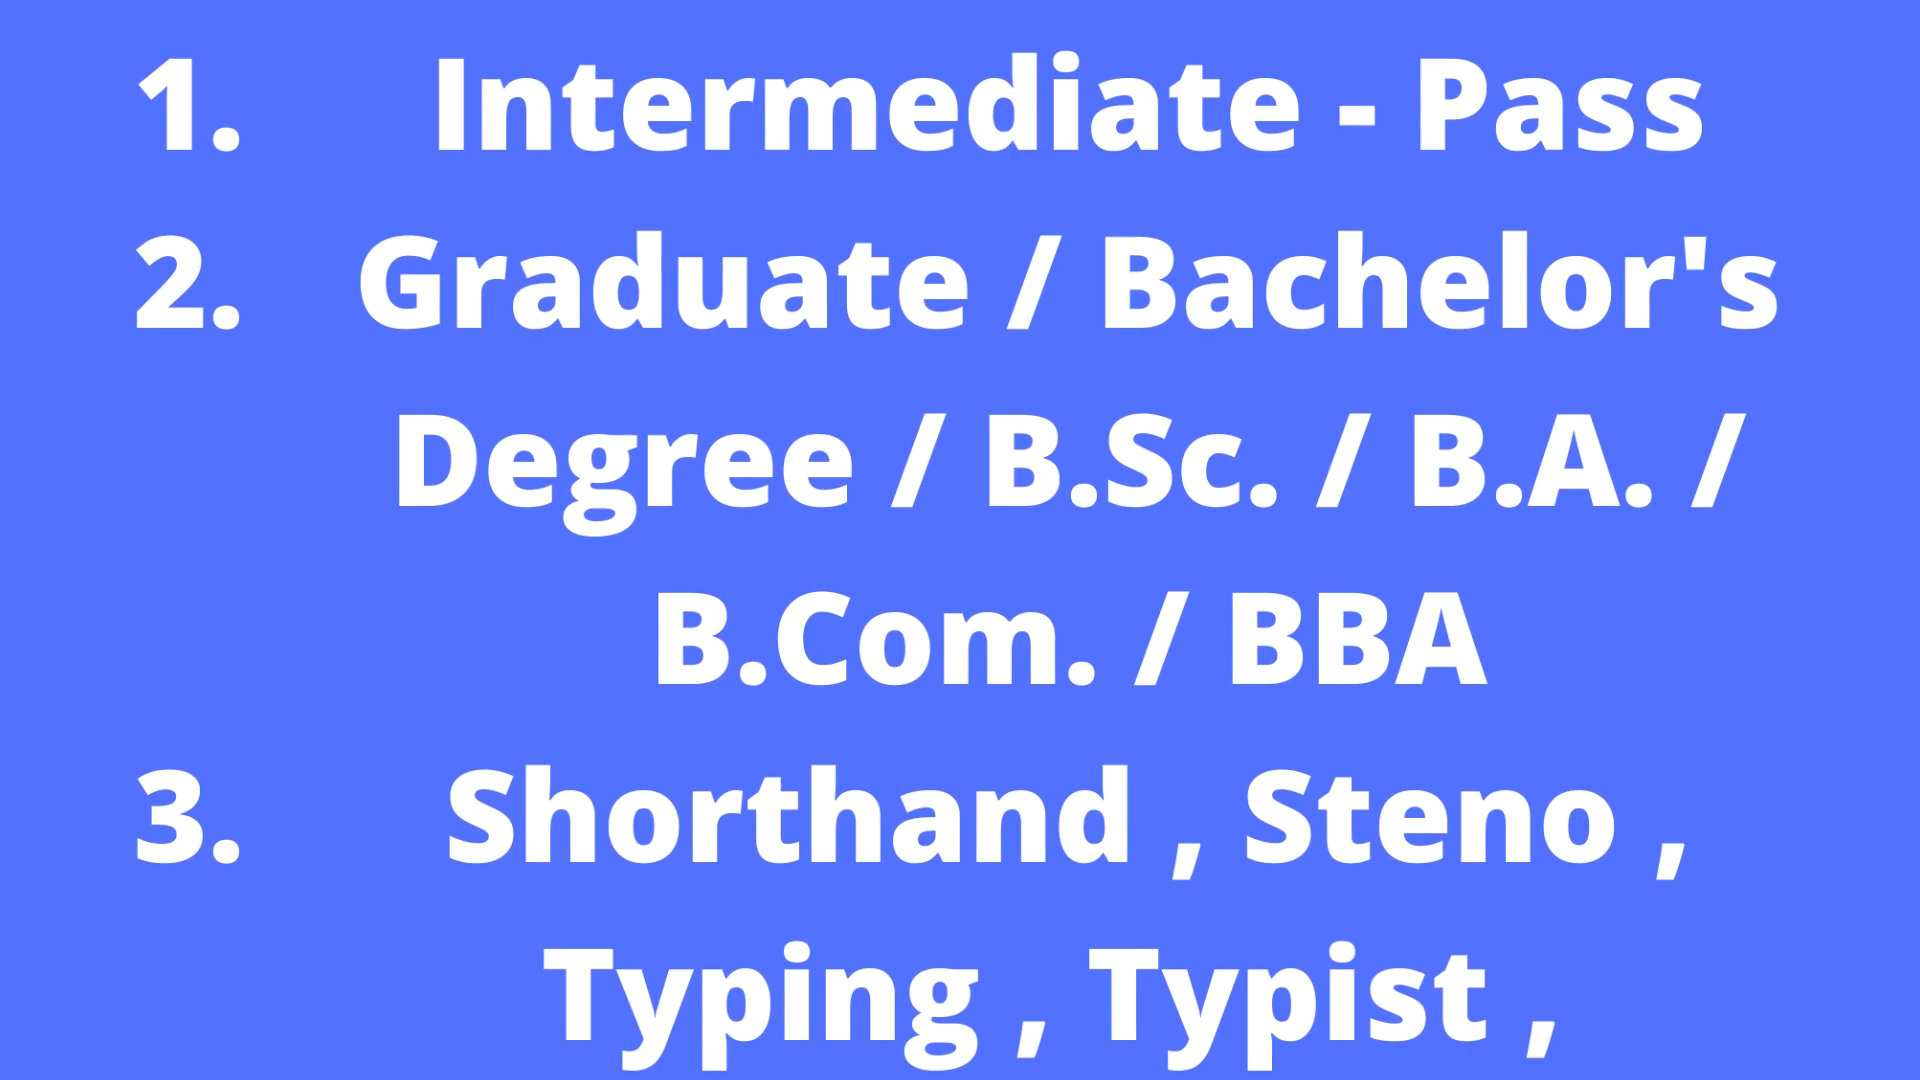 1. Intermediate - Pass
2. Graduate / Bachelor's
Degree / B.Sc. / B.A. /
B.Com. / BBA
3. Shorthand , Steno ,
Typing , Typist ,